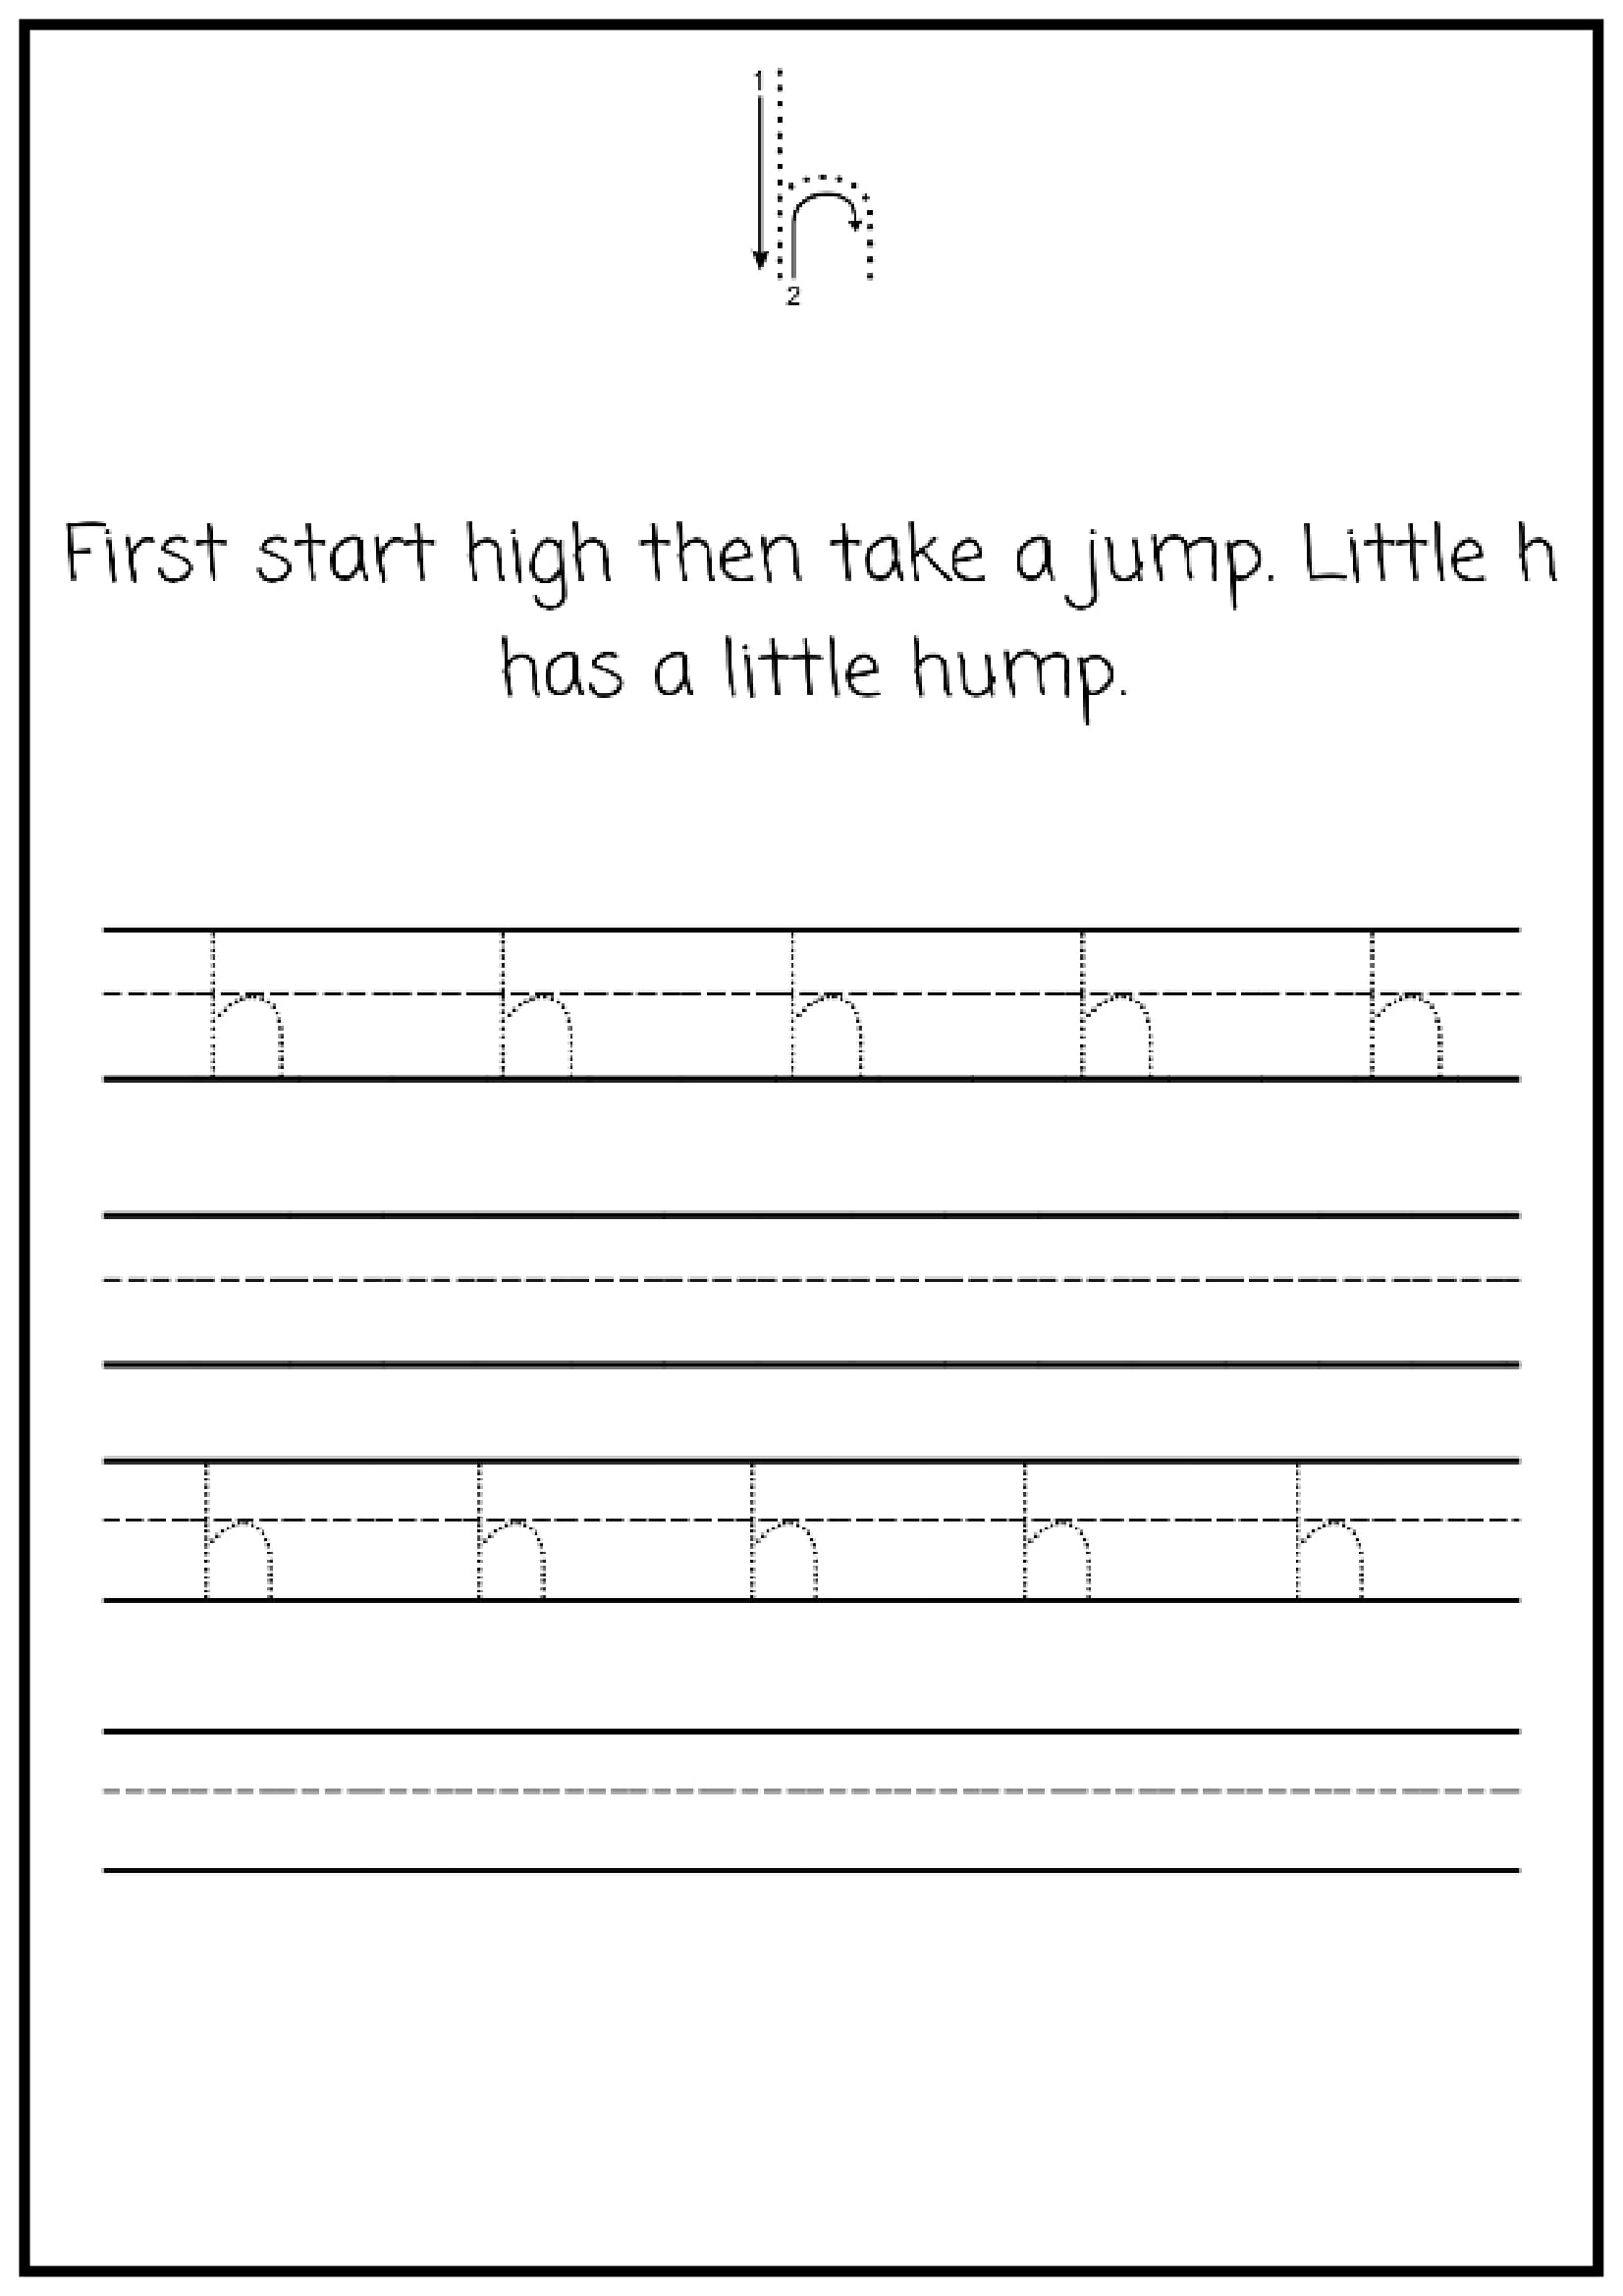 1
h
2
First start high then take a jump. Little h
has a little hump.
h h h h h
h h h h h